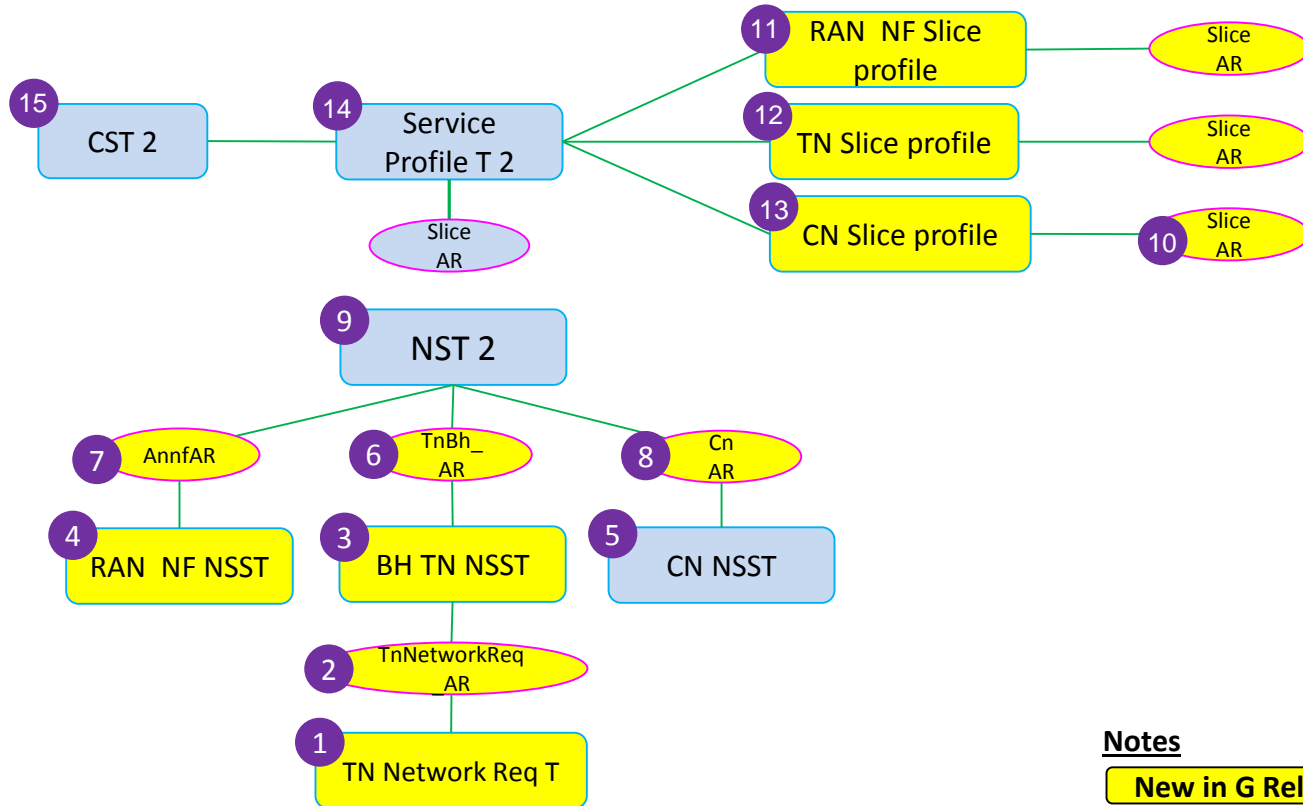 11
RAN  NF Slice
profile
Slice
AR
15
CST 2
14
Service
Profile T 2
12
TN Slice profile
Slice
AR
13
CN Slice profile
10
Slice
AR
Slice
AR
9
NST 2
7
AnnfAR
6
TnBh_
AR
8
Cn
AR
4
RAN  NF NSST
3
BH TN NSST
5
CN NSST
2
TnNetworkReq
_AR
1
TN Network Req T
Notes
New in G Rel